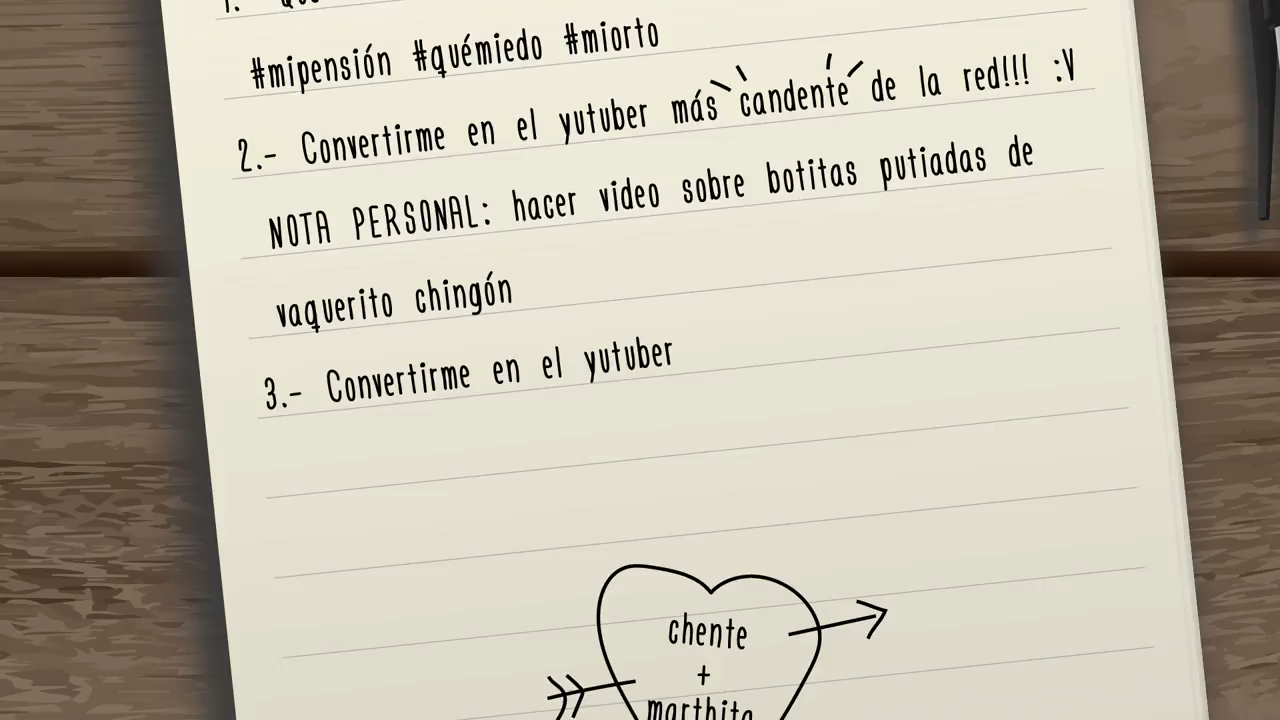 1.
#mipensión #quémiedo #miorto
2.- Convertirme en el yutuber más candente de la red!!! :V
NOTA PERSONAL: hacer video sobre botitas putiadas de
vaquerito chingón
3.- Convertirme en el yutuber
chente
+
marthita